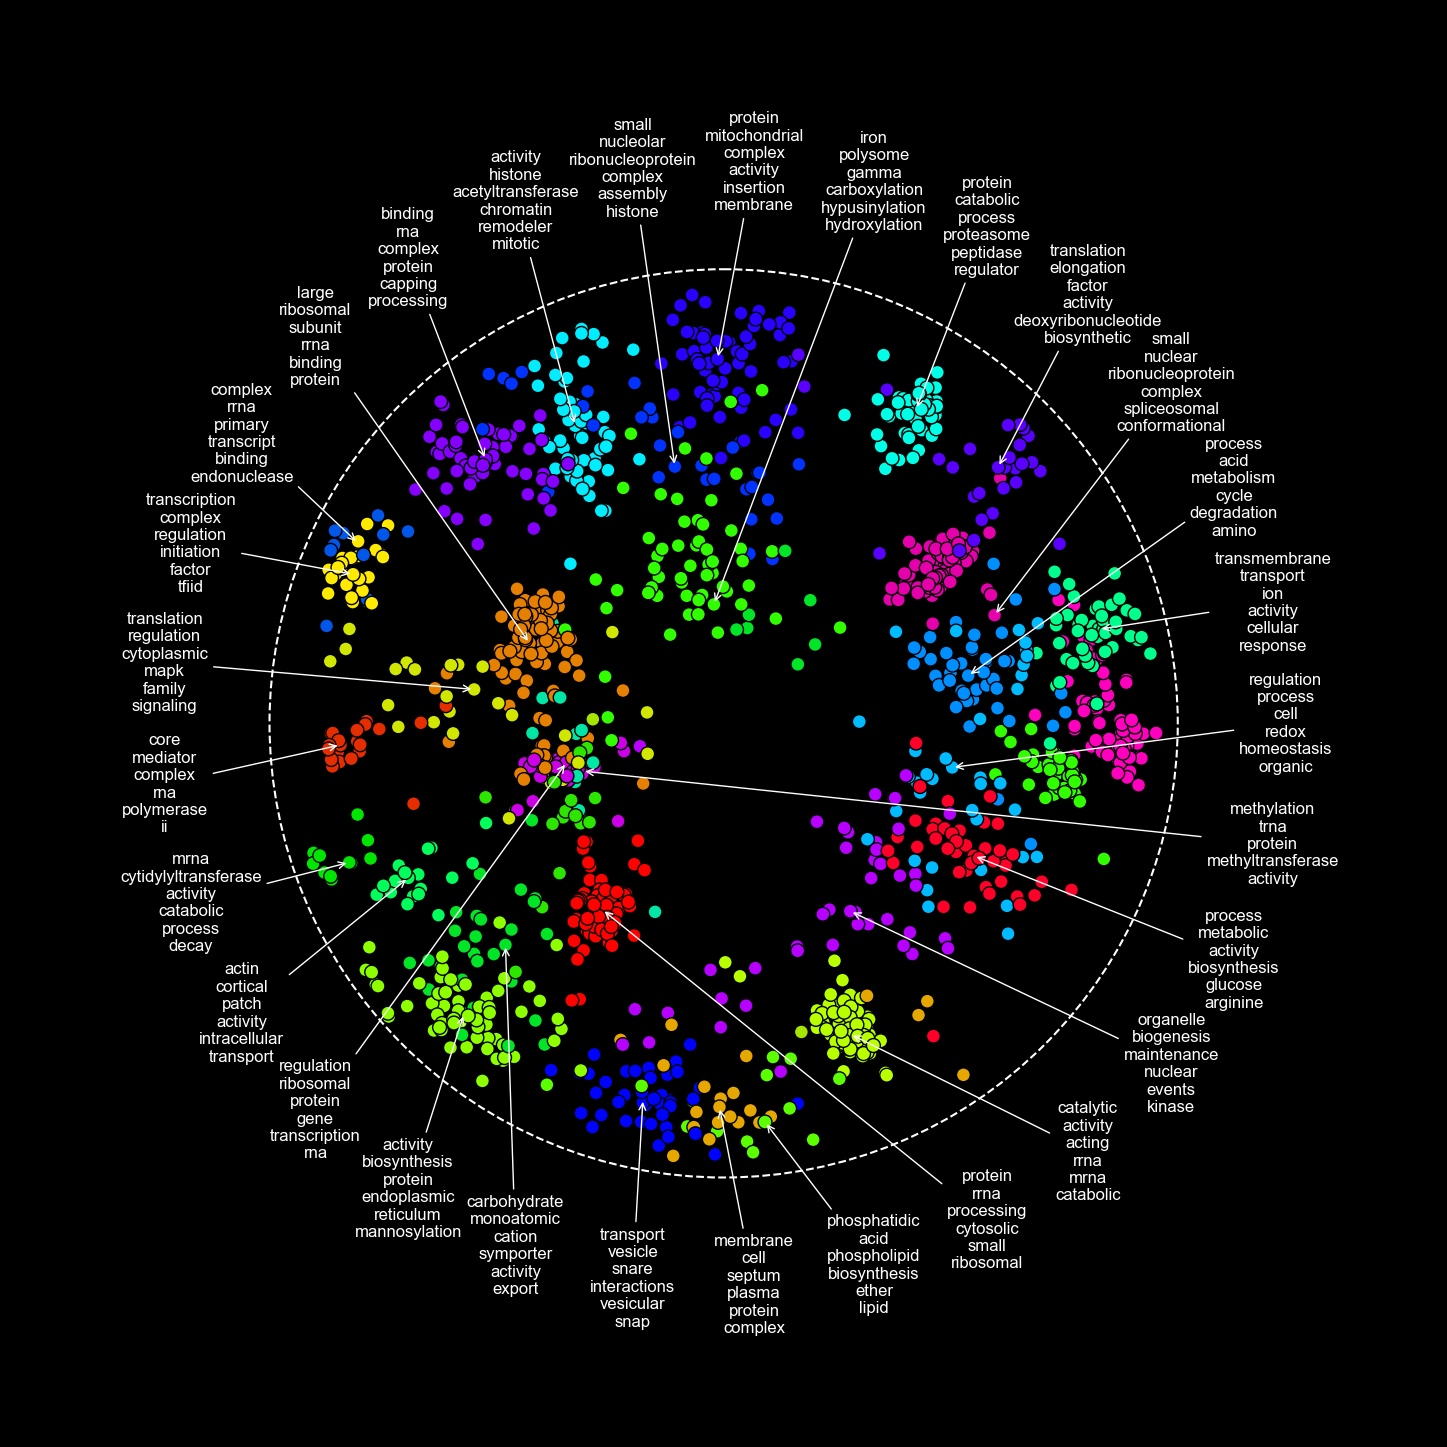 protein
mitochondrial
complex
activity
insertion
membrane
small
nucleolar
ribonucleoprotein
complex
assembly
histone
iron
polysome
gamma
carboxylation
hypusinylation
hydroxylation
activity
histone
acetyltransferase
chromatin
remodeler
mitotic
protein
catabolic
process
proteasome
peptidase
regulator
binding
rna
complex
protein
capping
processing
translation
elongation
factor
activity
deoxyribonucleotide
biosynthetic
large
ribosomal
subunit
rrna
binding
protein
small
nuclear
ribonucleoprotein
complex
spliceosomal
conformational
complex
rrna
primary
transcript
binding
endonuclease
process
acid
metabolism
cycle
degradation
amino
transcription
complex
regulation
initiation
factor
tfiid
transmembrane
transport
ion
activity
cellular
response
translation
regulation
cytoplasmic
mapk
family
signaling
regulation
process
cell
redox
homeostasis
organic
core
mediator
complex
rna
polymerase
ii
methylation
trna
protein
methyltransferase
activity
mrna
cytidylyltransferase
activity
catabolic
process
decay
process
metabolic
activity
biosynthesis
glucose
arginine
actin
cortical
patch
activity
intracellular
transport
organelle
biogenesis
maintenance
nuclear
events
kinase
regulation
ribosomal
protein
gene
transcription
rna
catalytic
activity
acting
rrna
mrna
catabolic
activity
biosynthesis
protein
endoplasmic
reticulum
mannosylation
protein
rrna
processing
cytosolic
small
ribosomal
carbohydrate
monoatomic
cation
symporter
activity
export
phosphatidic
acid
phospholipid
biosynthesis
ether
lipid
transport
vesicle
snare
interactions
vesicular
snap
membrane
cell
septum
plasma
protein
complex